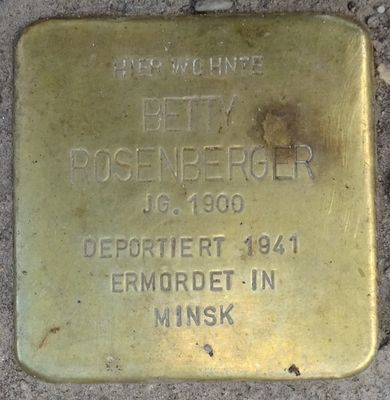 HIER WOHNTE
BETTY
ROSENBERGER
JG. 1900
DEPORTIERT 1941
ERMORDET IN
MINSK